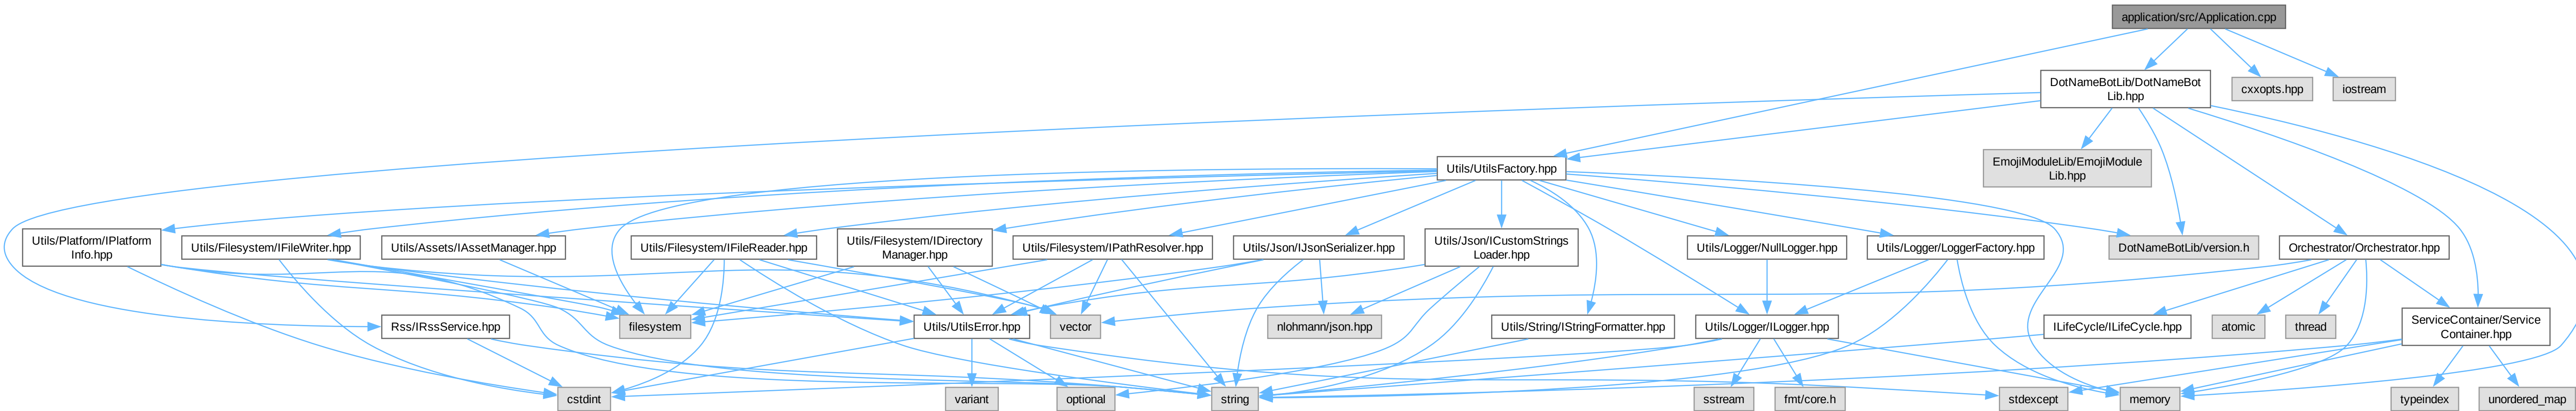 application/src/Application.cpp
DotNameBotLib/DotNameBot
Lib.hpp
cxxopts.hpp
iostream
Utils/UtilsFactory.hpp
EmojiModuleLib/EmojiModule
Lib.hpp
Utils/Platform/IPlatform
Info.hpp
Utils/Filesystem/IFileWriter.hpp
Utils/Assets/IAssetManager.hpp
Utils/Filesystem/IFileReader.hpp
Utils/Filesystem/IDirectory
Manager.hpp
Utils/Filesystem/IPathResolver.hpp
Utils/Json/IJsonSerializer.hpp
Utils/Json/ICustomStrings
Loader.hpp
Utils/Logger/NullLogger.hpp
Utils/Logger/LoggerFactory.hpp
DotNameBotLib/version.h
Orchestrator/Orchestrator.hpp
Rss/IRssService.hpp
filesystem
Utils/UtilsError.hpp
vector
nlohmann/json.hpp
Utils/String/IStringFormatter.hpp
Utils/Logger/ILogger.hpp
ILifeCycle/ILifeCycle.hpp
atomic
thread
ServiceContainer/Service
Container.hpp
cstdint
variant
optional
string
sstream
fmt/core.h
stdexcept
memory
typeindex
unordered_map